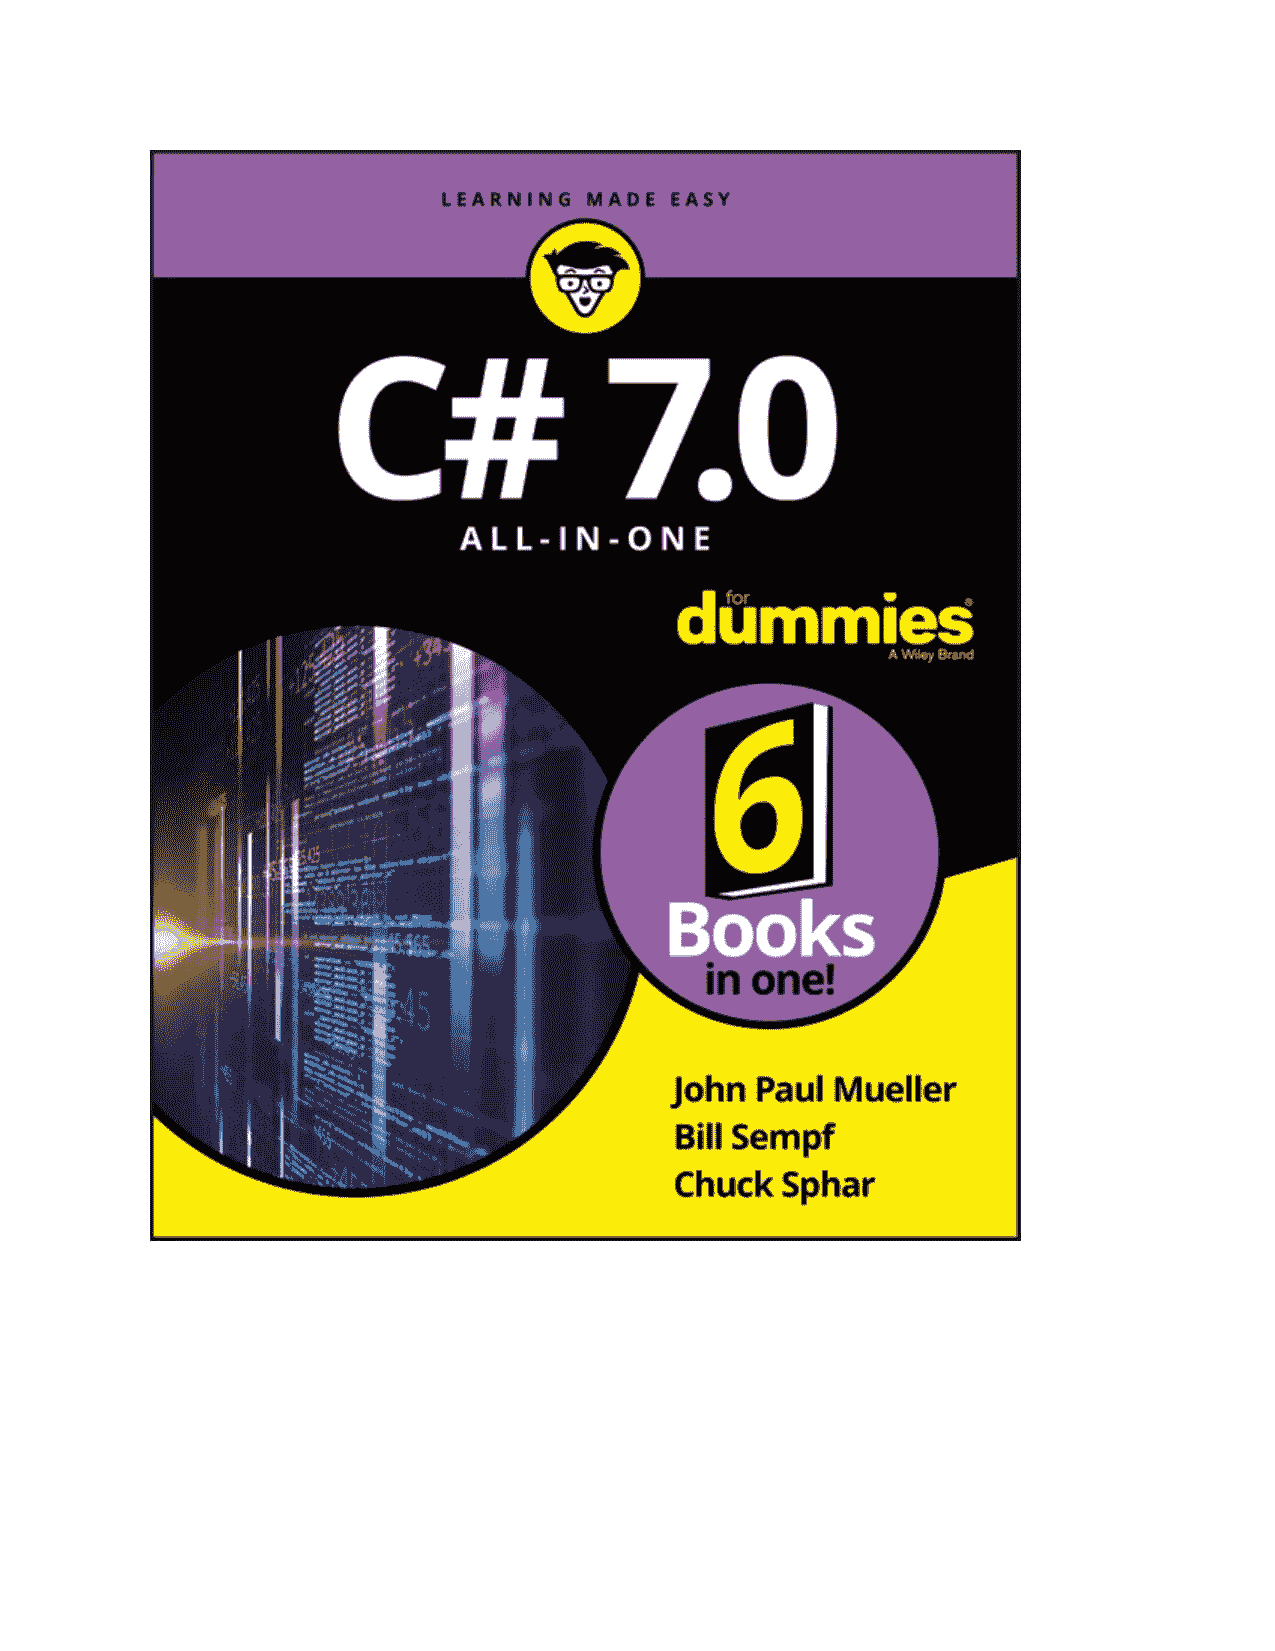 LEARNING MADE EASY
C# 7.0
ALL-IN-ONE
for
dummies®
A Wiley Brand
6
Books
in one!
John Paul Mueller
Bill Sempf
Chuck Sphar